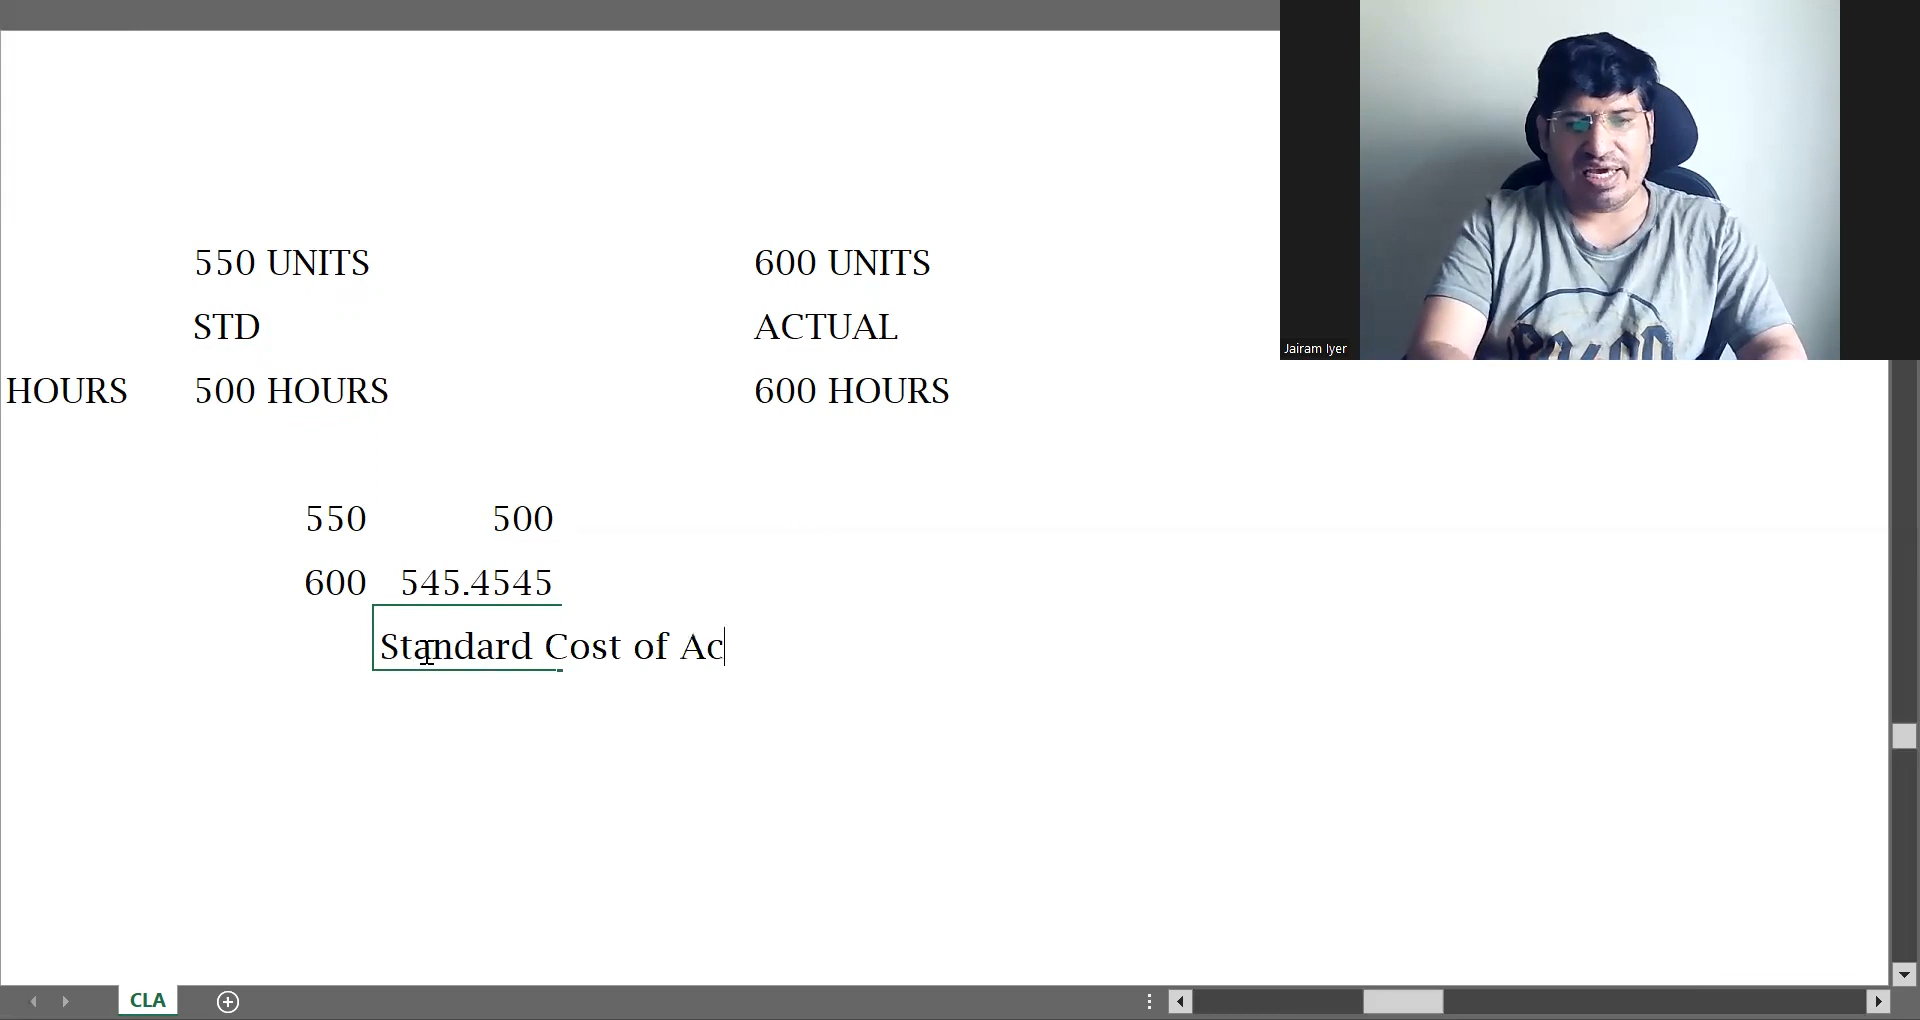 550 UNITS 600 UNITS
STD ACTUAL
HOURS 500 HOURS 600 HOURS
550 500
600 545.4545
Standard Cost of Ac
Jairam Iyer
CLA